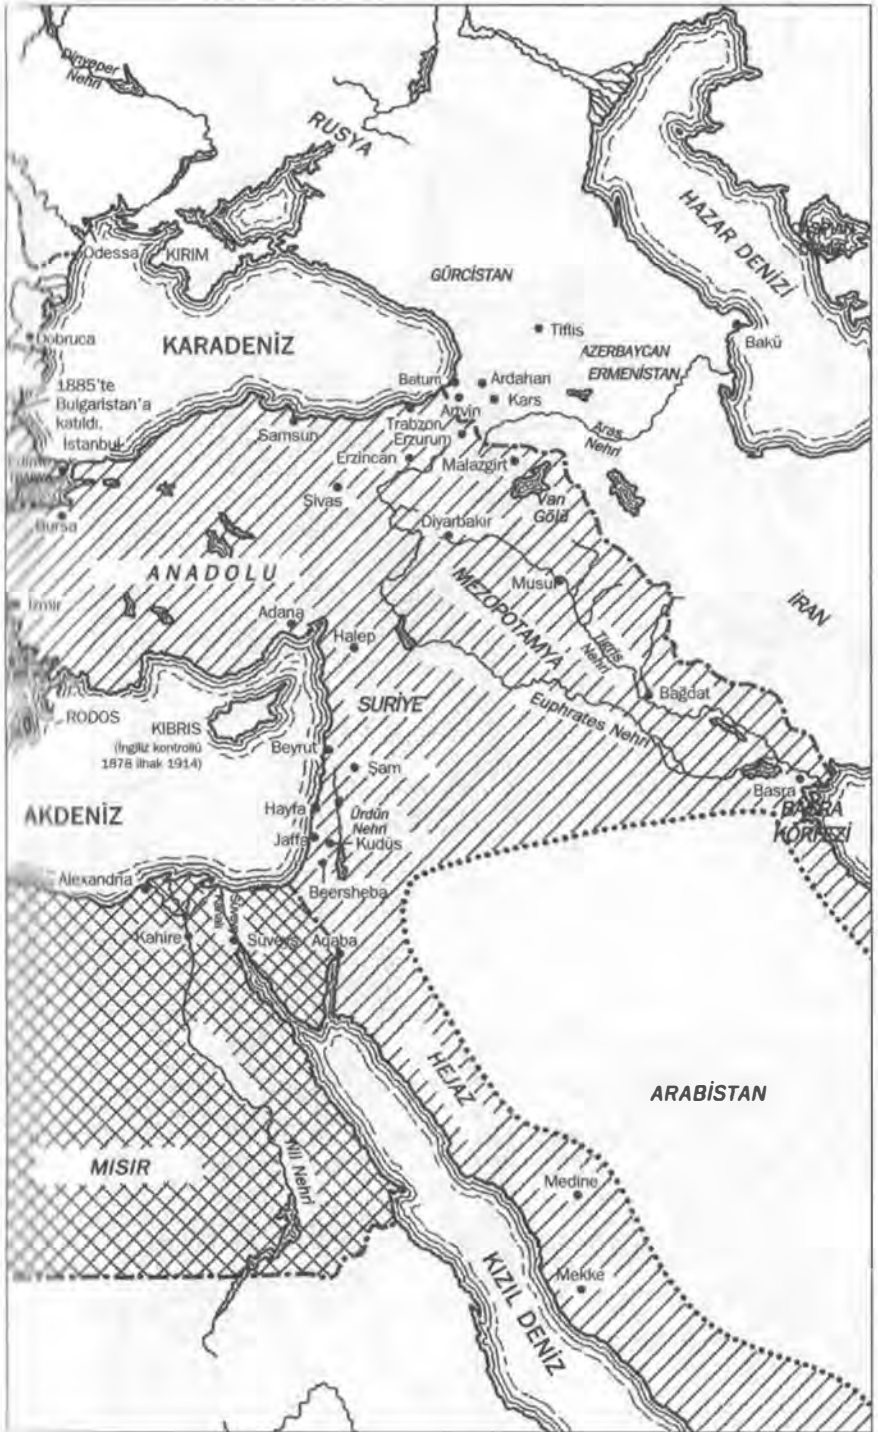 Dinyeper
Nehri
RUSYA
HAZAR DENİZİ
Odessa
KIRIM
GÜRCİSTAN
Dobruca
KARADENİZ
Tiflis
Bakü
AZERBAYCAN
ERMENİSTAN
1885'te
Bulgaristan'a
katıldı.
İstanbul
Batum
Ardahan
Artvin
Kars
Samsun
Trabzon
Erzurum
Aras
Nehri
Erzincan
Malazgirt
Sivas
Van
Gölü
Bursa
Diyarbakır
ANADOLU
MEZOPOTAMYA
Musul
İRAN
İzmir
Adana
Halep
Tigris
Nehri
SURİYE
Bağdat
Euphrates Nehri
RODOS
KIBRIS
(İngiliz kontrolü
1878 ilhak 1914)
Beyrut
Şam
Basra
BASRA
KÖRFEZİ
AKDENİZ
Hayfa
Ürdün
Nehri
Jaffa
Kudüs
Alexandria
Beersheba
Süveyş
Kanalı
Kahire
Süveyş
Aqaba
HEJAZ
ARABİSTAN
MISIR
Nil Nehri
Medine
KIZIL DENİZ
Mekke